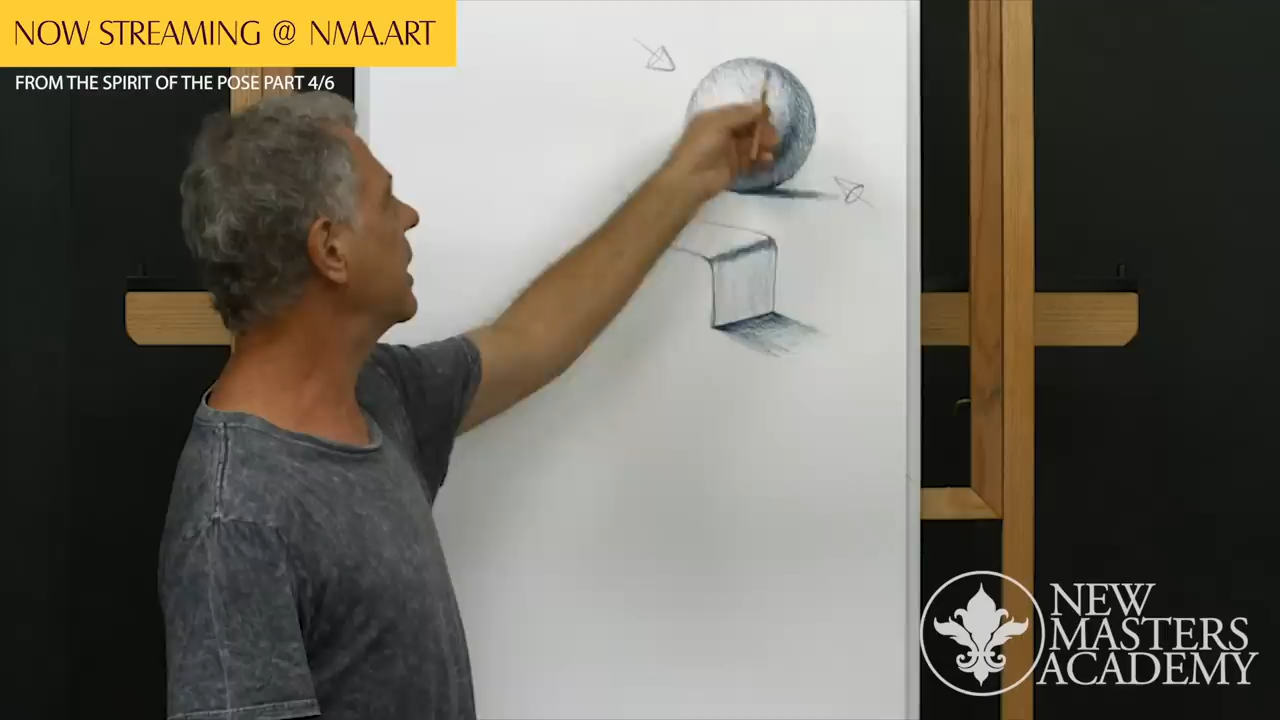 NOW STREAMING @ NMA.ART
FROM THE SPIRIT OF THE POSE PART 4/6
NEW
MASTERS
ACADEMY